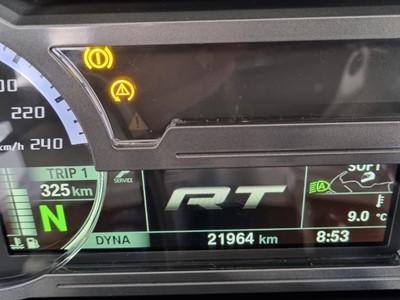 220
km/h 240
TRIP 1
325 km
SERVICE
RT
SOFT
N
9.0 °C
DYNA
21964 km
8:53